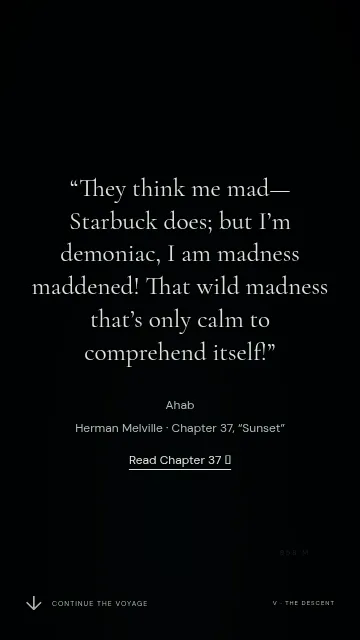 “They think me mad—
Starbuck does; but I’m
demoniac, I am madness
maddened! That wild madness
that’s only calm to
comprehend itself!”
Ahab
Herman Melville · Chapter 37, “Sunset”
Read Chapter 37
CONTINUE THE VOYAGE
V · THE DESCENT